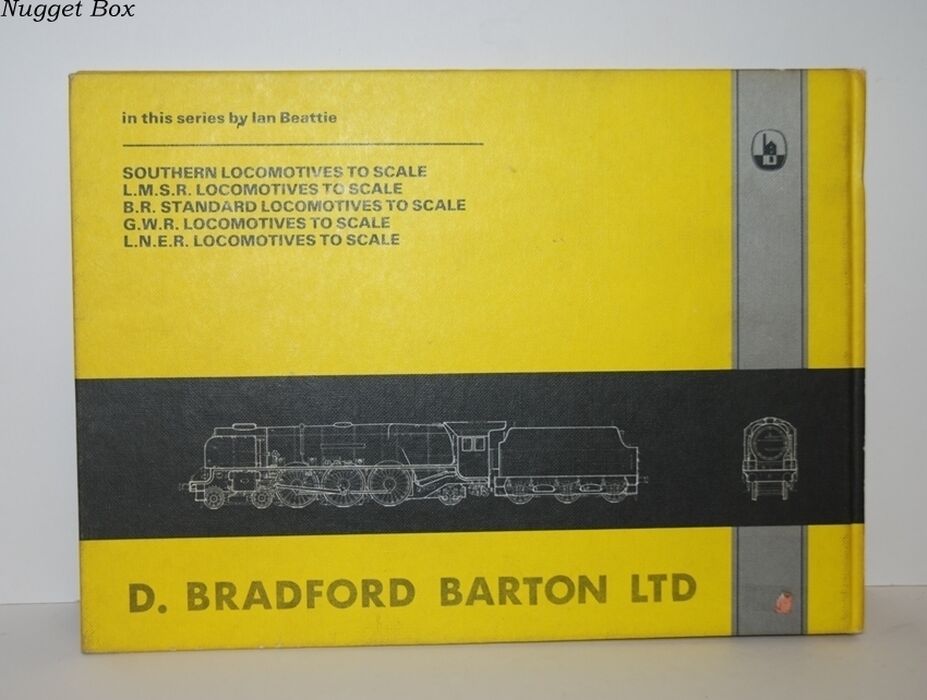 Nugget Box
in this series by Ian Beattie
SOUTHERN LOCOMOTIVES TO SCALE
L.M.S.R. LOCOMOTIVES TO SCALE
B.R. STANDARD LOCOMOTIVES TO SCALE
G.W.R. LOCOMOTIVES TO SCALE
L.N.E.R. LOCOMOTIVES TO SCALE
D. BRADFORD BARTON LTD